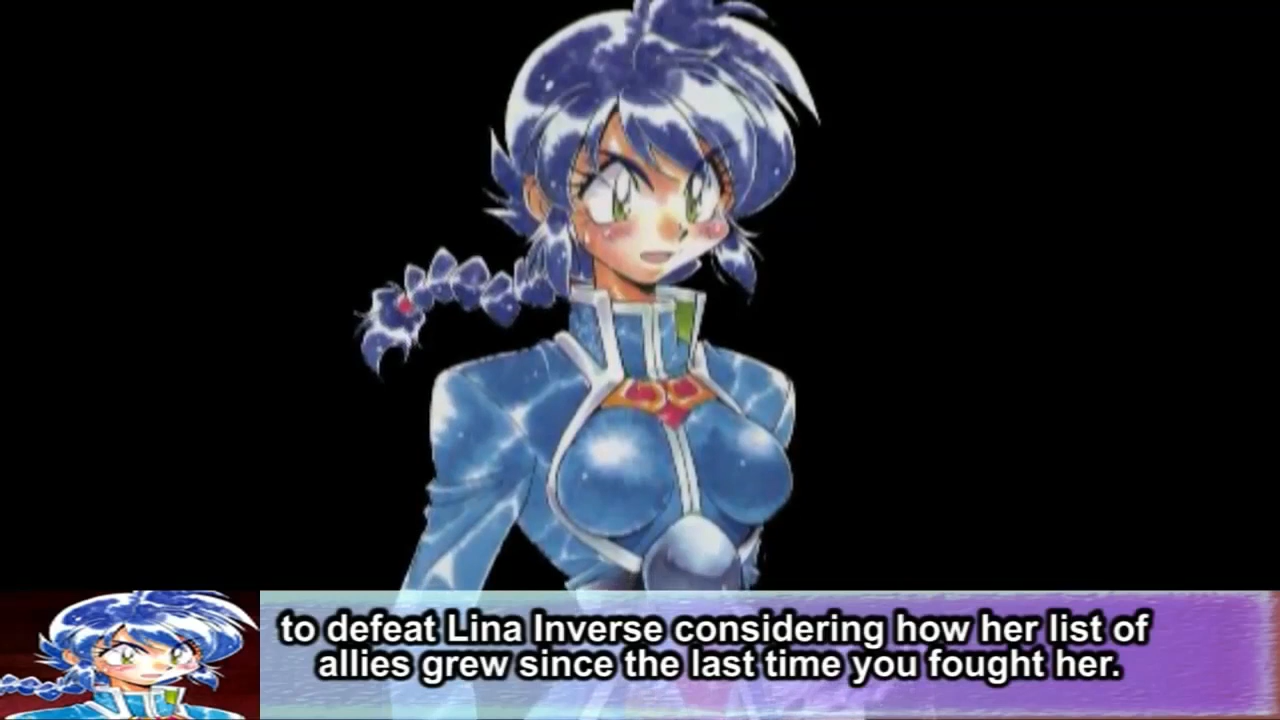 to defeat Lina Inverse considering how her list of
allies grew since the last time you fought her.